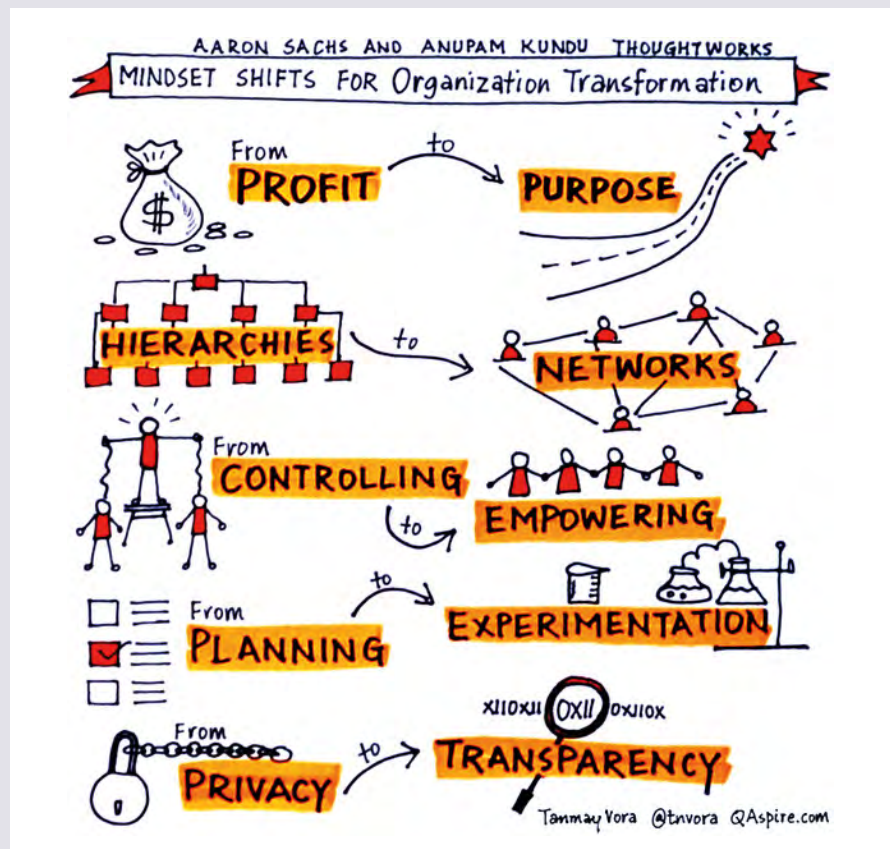 AARON SACHS AND ANUPAM KUNDU THOUGHTWORKS
MINDSET SHIFTS FOR Organization Transformation
From to
PROFIT PURPOSE
$
HIERARCHIES to NETWORKS
From
CONTROLLING
to EMPOWERING
From to
PLANNING EXPERIMENTATION
XII0XII 0XII 0XII0X
From to
PRIVACY TRANSPARENCY
Tanmay Vora @tnvora QAspire.com